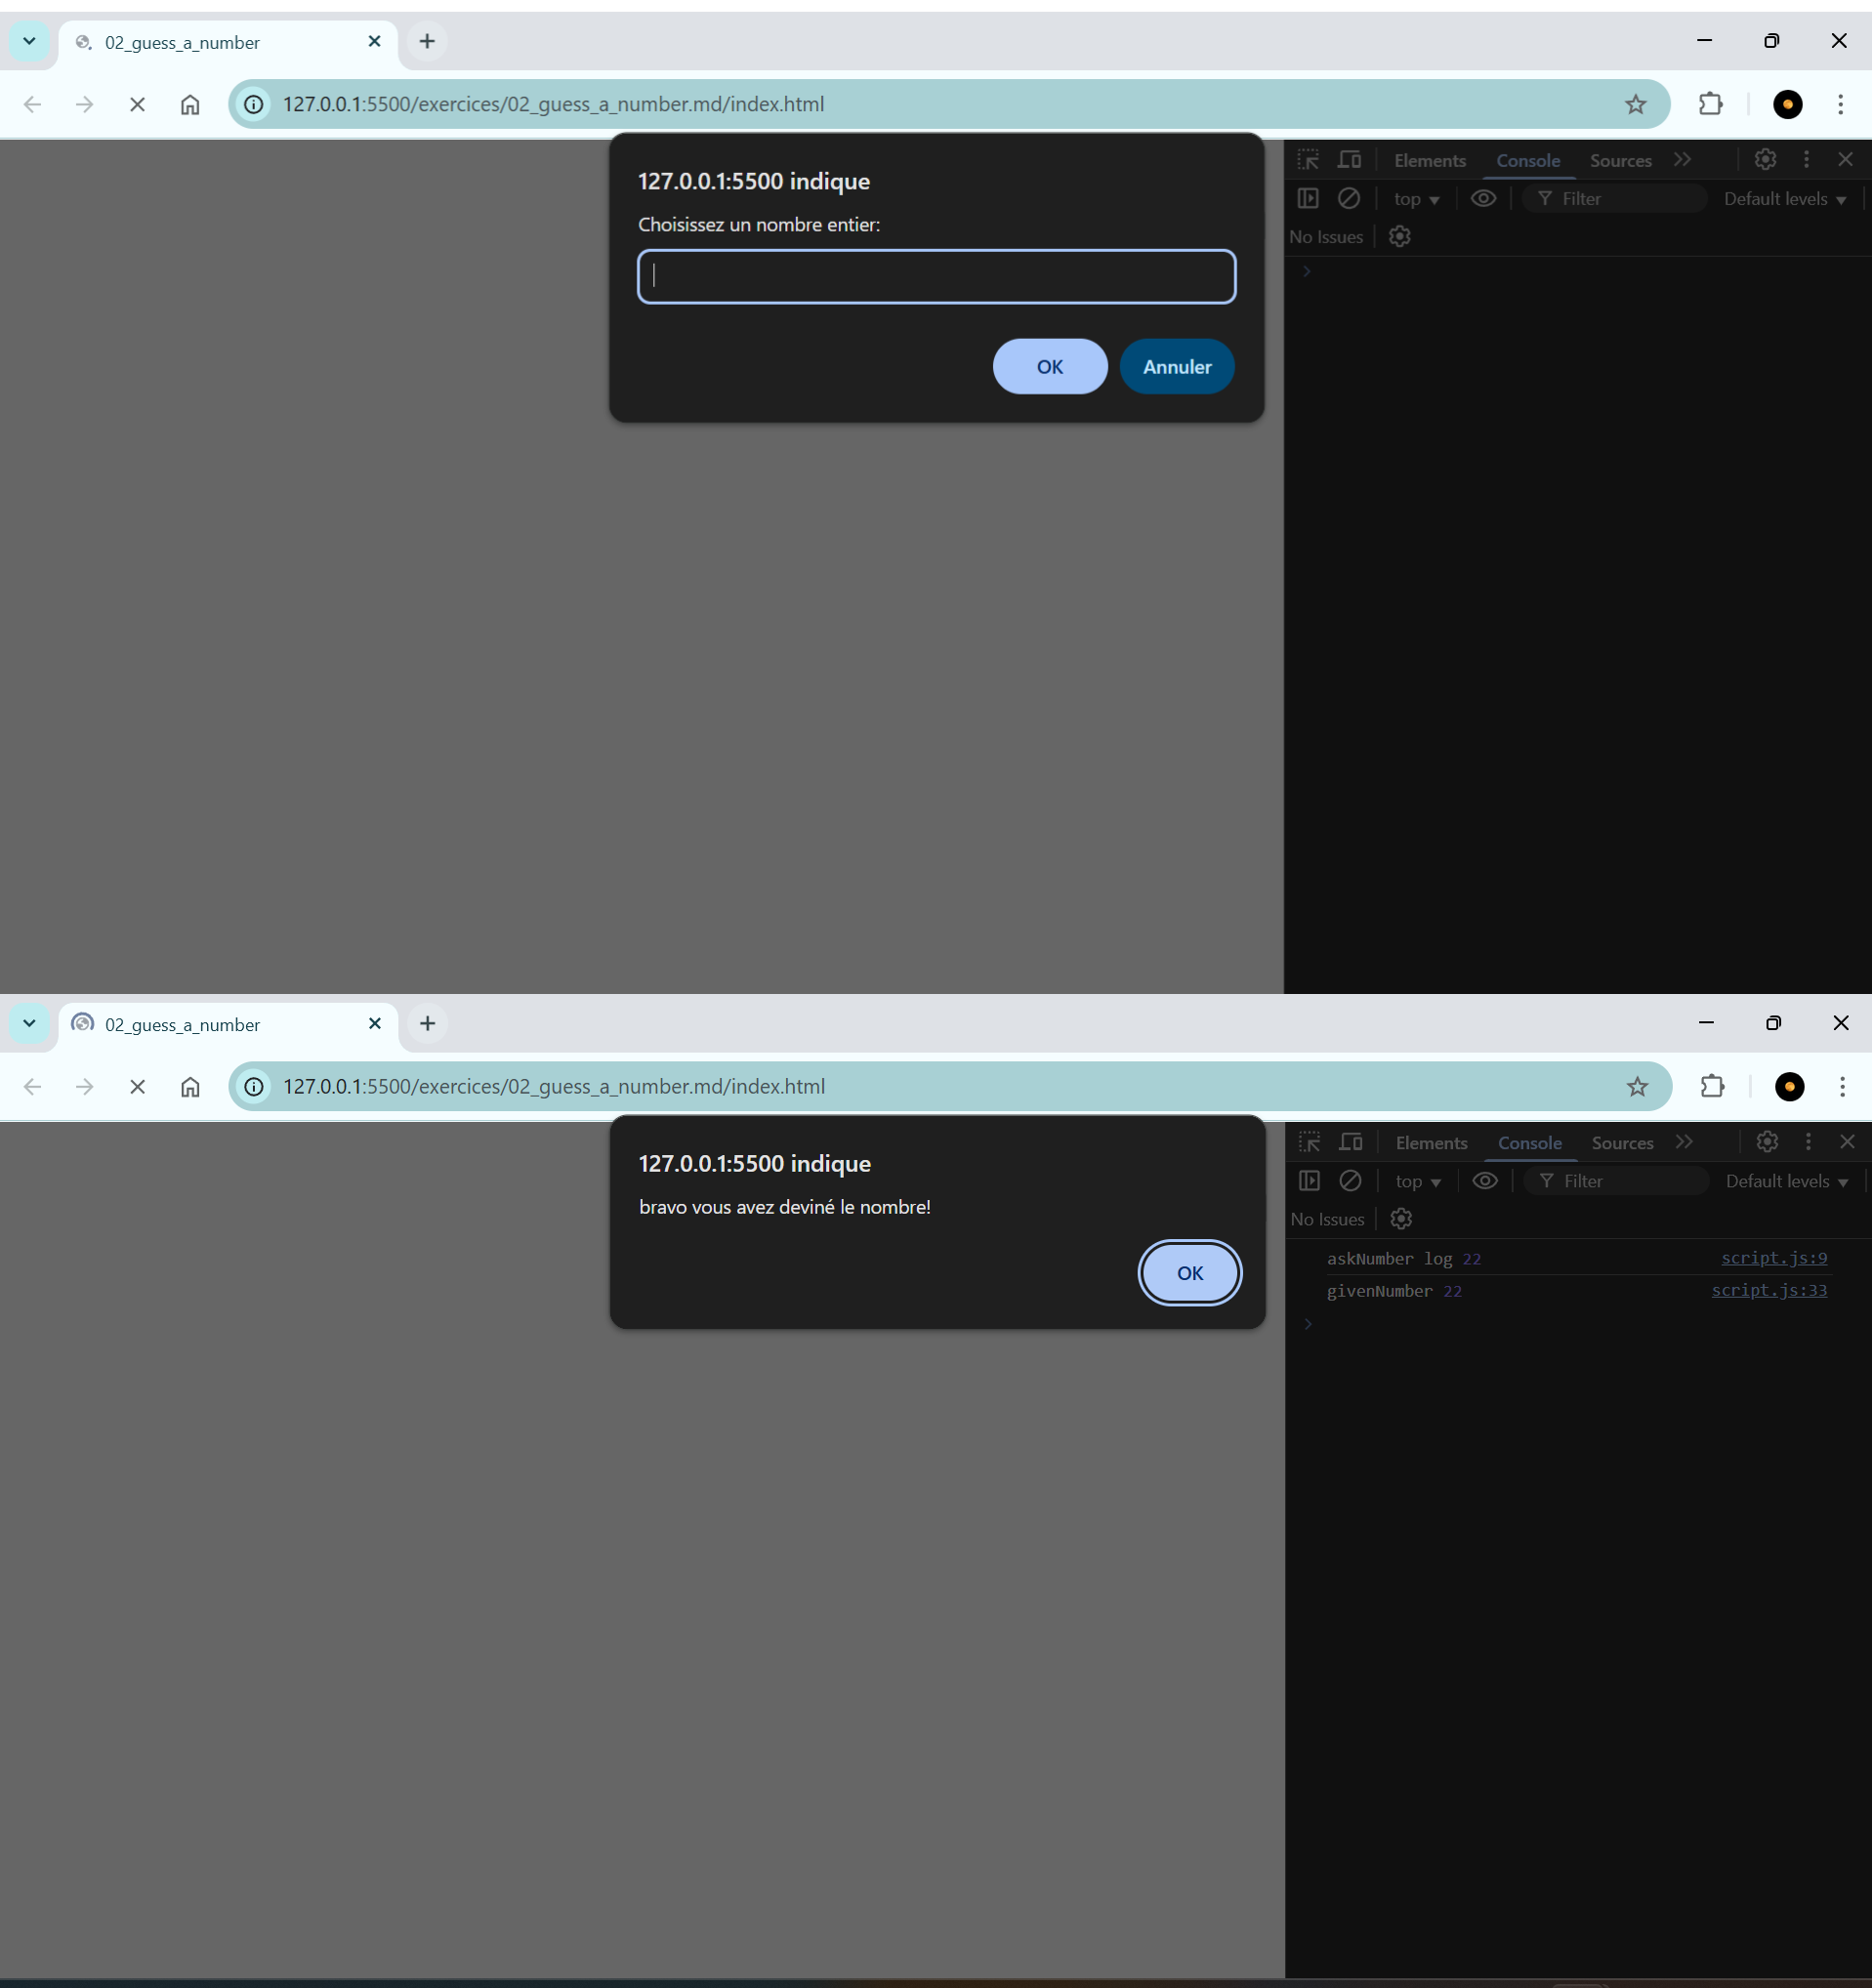 02_guess_a_number
127.0.0.1:5500/exercices/02_guess_a_number.md/index.html
127.0.0.1:5500 indique
Choisissez un nombre entier:
OK Annuler
Elements Console Sources
top Filter Default levels
No Issues
02_guess_a_number
127.0.0.1:5500/exercices/02_guess_a_number.md/index.html
127.0.0.1:5500 indique
bravo vous avez deviné le nombre!
OK
Elements Console Sources
top Filter Default levels
No Issues
askNumber log 22 script.js:9
givenNumber 22 script.js:33